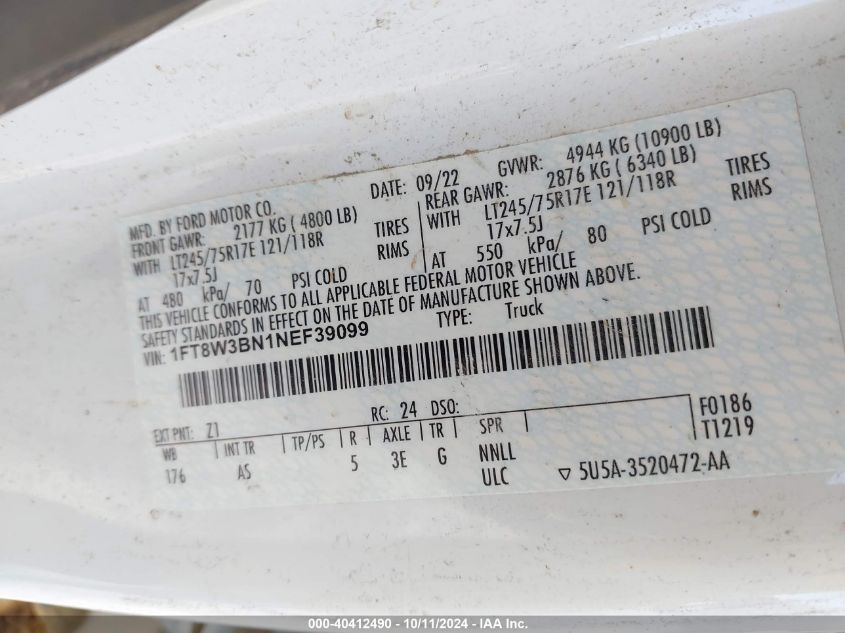 MFD. BY FORD MOTOR CO.
DATE: 09/22 GVWR: 4944 KG (10900 LB)
FRONT GAWR: 2177 KG ( 4800 LB) REAR GAWR: 2876 KG ( 6340 LB)
WITH LT245/75R17E 121/118R TIRES WITH LT245/75R17E 121/118R TIRES
17x7.5J RIMS 17x7.5J RIMS
AT 480 kPa/ 70 PSI COLD AT 550 kPa/ 80 PSI COLD
THIS VEHICLE CONFORMS TO ALL APPLICABLE FEDERAL MOTOR VEHICLE
SAFETY STANDARDS IN EFFECT ON THE DATE OF MANUFACTURE SHOWN ABOVE.
VIN: 1FT8W3BN1NEF39099 TYPE: Truck
EXT PNT: Z1 RC: 24 DSO: F0186
WB INT TR TP/PS R AXLE TR SPR T1219
176 AS 5 3E G NNLL
ULC ▽ 5U5A-3520472-AA
000-40412490 - 10/11/2024 - IAA Inc.